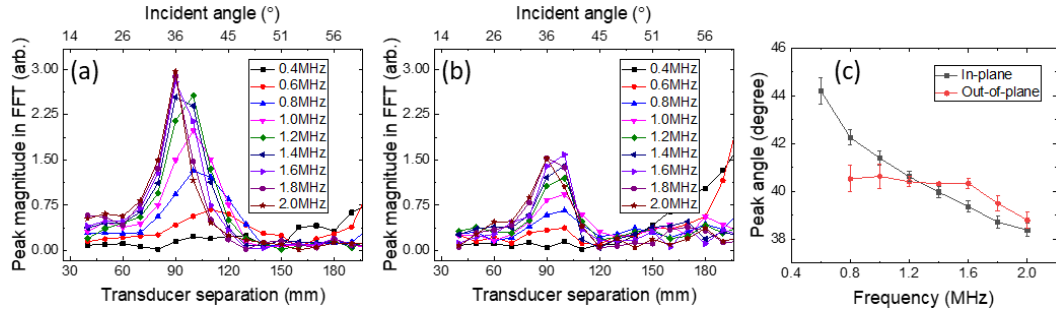 Incident angle (°)
14 26 36 45 51 56
Peak magnitude in FFT (arb.)
3.00
2.25
1.50
0.75
0.00
(a)
0.4MHz
0.6MHz
0.8MHz
1.0MHz
1.2MHz
1.4MHz
1.6MHz
1.8MHz
2.0MHz
30 60 90 120 150 180
Transducer separation (mm)
Incident angle (°)
14 26 36 45 51 56
Peak magnitude in FFT (arb.)
3.00
2.25
1.50
0.75
0.00
(b)
0.4MHz
0.6MHz
0.8MHz
1.0MHz
1.2MHz
1.4MHz
1.6MHz
1.8MHz
2.0MHz
30 60 90 120 150 180
Transducer separation (mm)
Peak angle (degree)
46
44
42
40
38
(c)
In-plane
Out-of-plane
0.4 0.8 1.2 1.6 2.0
Frequency (MHz)